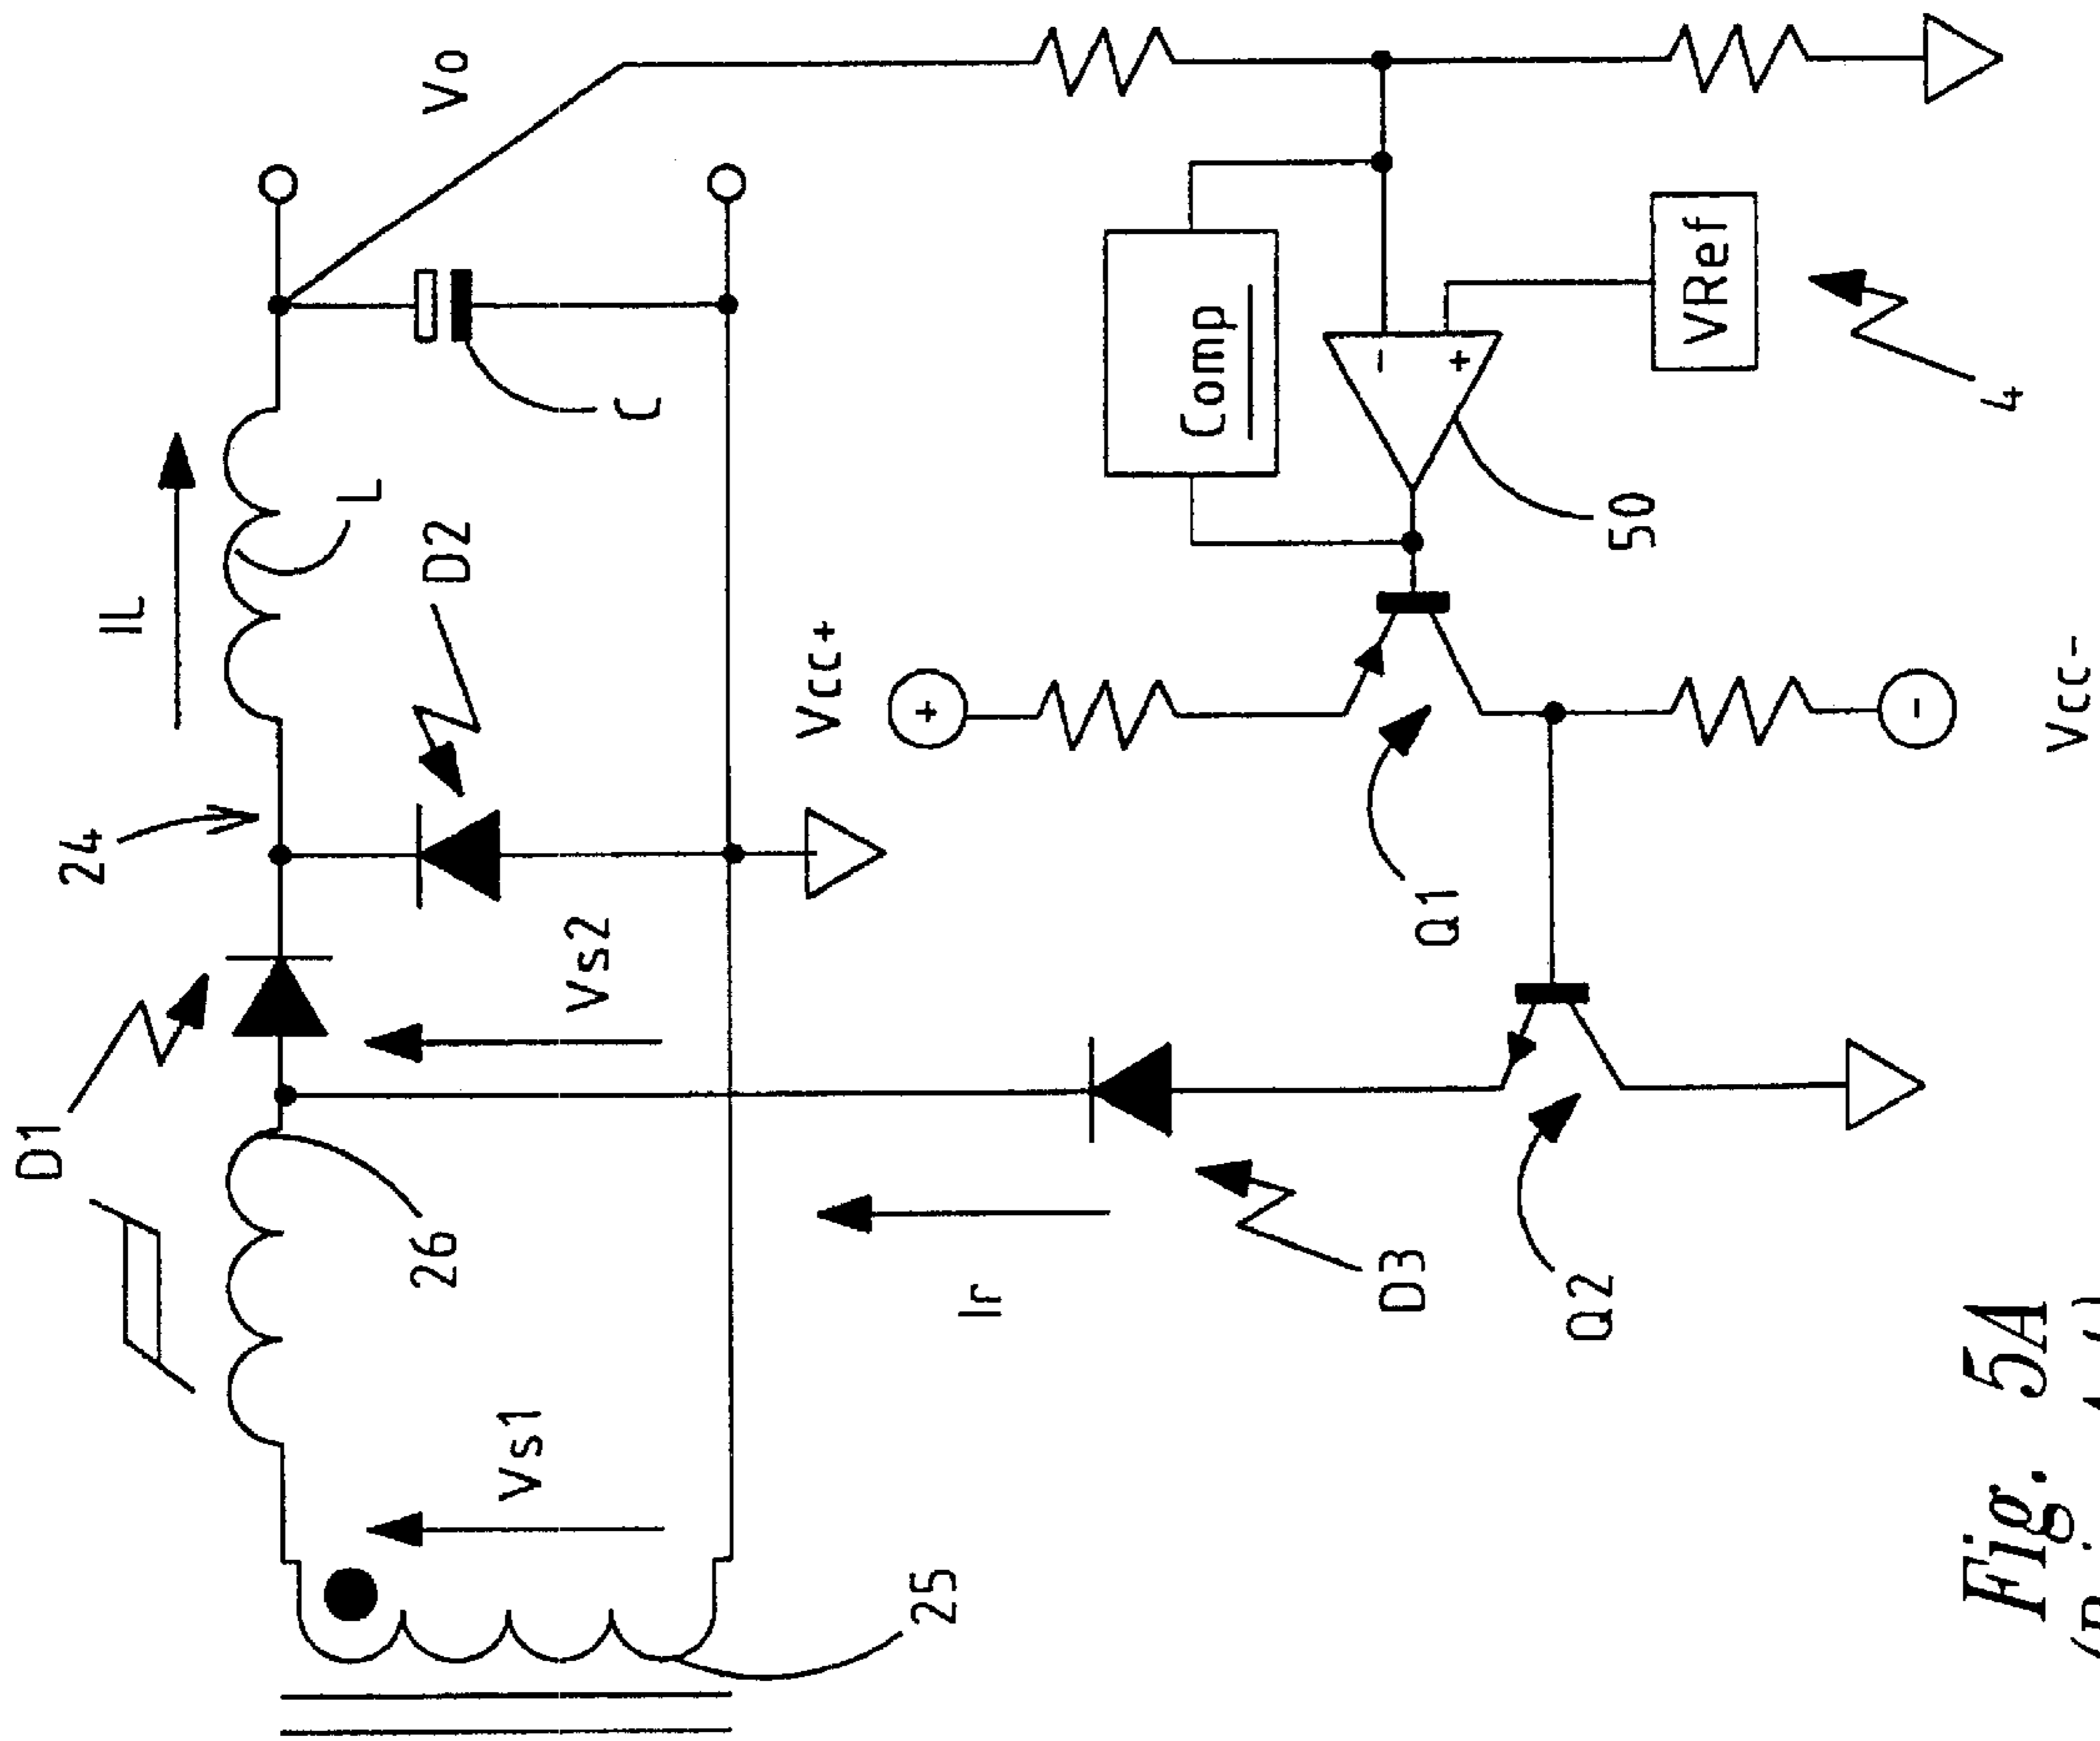 Vo
IL
L
C
D2
24
D1
Vs2
26
Vs1
25
Vcc+
+
Comp
-
+
VRef
4
50
Q1
-
Vcc-
Ir
D3
Q2
Fig. 5A